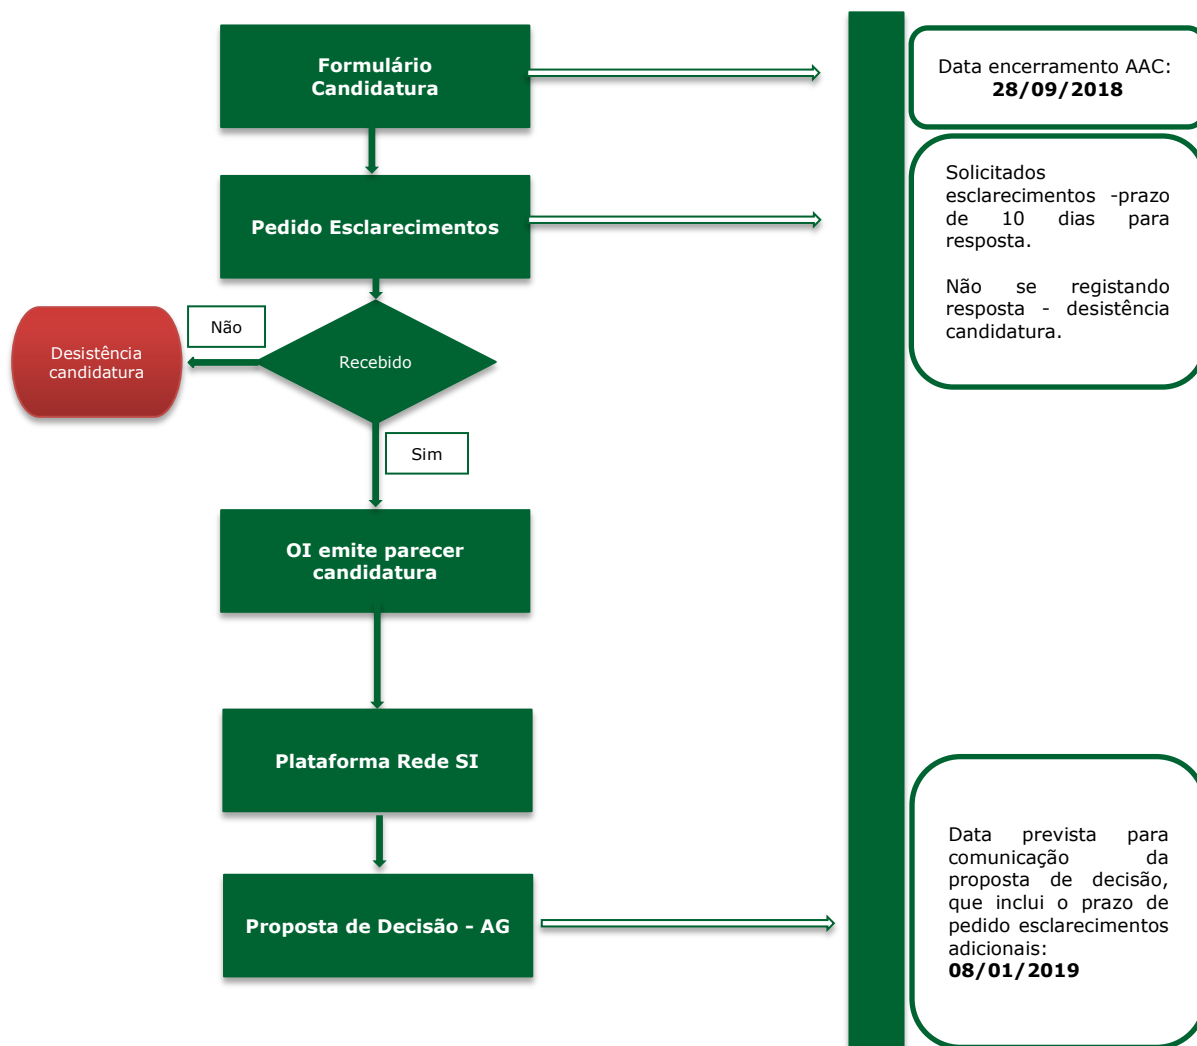 Formulário
Candidatura
Data encerramento AAC:
28/09/2018
Pedido Esclarecimentos
Solicitados
esclarecimentos -prazo
de 10 dias para
resposta.
Não se registando
resposta - desistência
candidatura.
Não
Desistência
candidatura
Recebido
Sim
OI emite parecer
candidatura
Plataforma Rede SI
Proposta de Decisão - AG
Data prevista para
comunicação da
proposta de decisão,
que inclui o prazo de
pedido esclarecimentos
adicionais:
08/01/2019